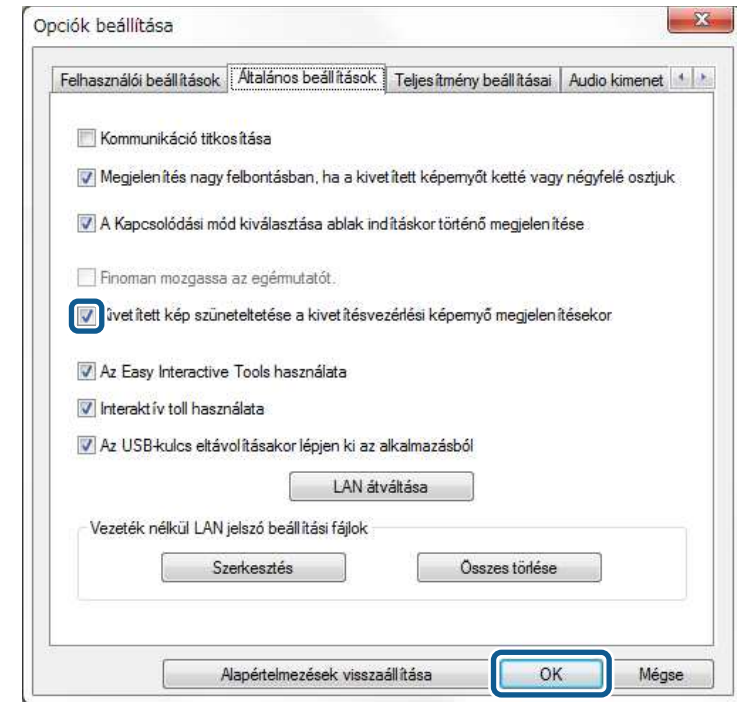 Opciók beállítása
Felhasználói beállítások Általános beállítások Teljesítmény beállításai Audio kimenet
Kommunikáció titkosítása
Megjelenítés nagy felbontásban, ha a kivetített képernyőt ketté vagy négyfelé osztjuk
A Kapcsolódási mód kiválasztása ablak indításkor történő megjelenítése
Finoman mozgassa az egérmutatót.
kép szüneteltetése a kivetítésvezérlési képernyő megjelenítésekor
Az Easy Interactive Tools használata
Interaktív toll használata
Az USB-kulcs eltávolításakor lépjen ki az alkalmazásból
LAN átváltása
Vezeték nélkül LAN jelszó beállítási fájlok
Szerkesztés Összes törlése
Alapértelmezések visszaállítása OK Mégse